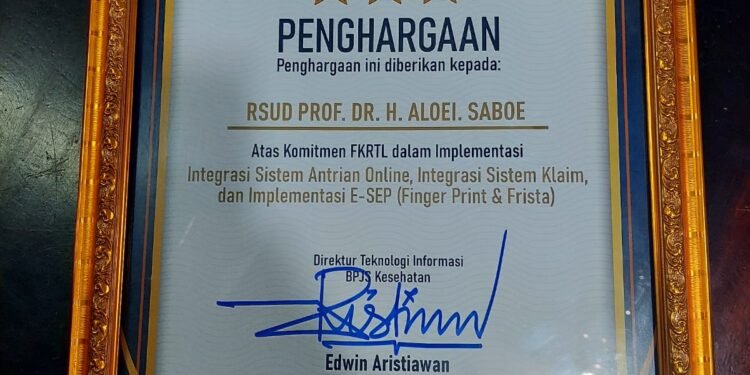 PENGHARGAAN
Penghargaan ini diberikan kepada:
RSUD PROF. DR. H. ALOEI. SABOE
Atas Komitmen FKRTL dalam Implementasi
Integrasi Sistem Antrian Online, Integrasi Sistem Klaim,
dan Implementasi E-SEP (Finger Print & Frista)
Direktur Teknologi Informasi
BPJS Kesehatan
Edwin Aristiawan